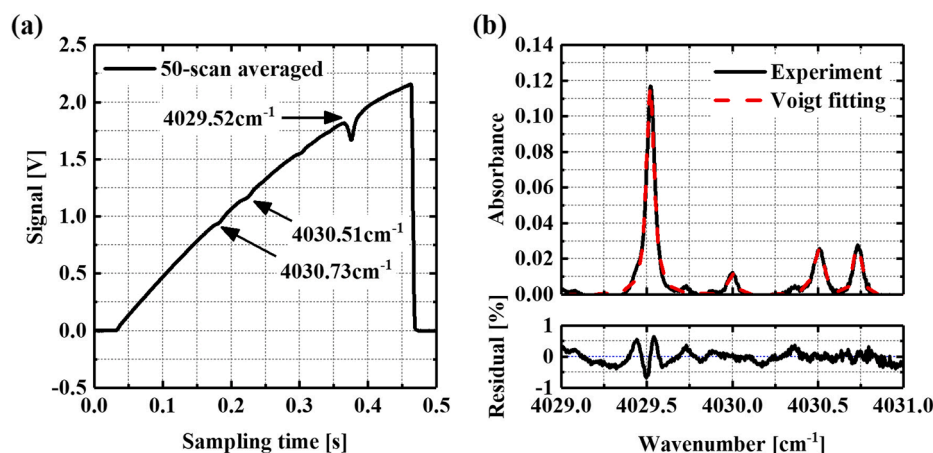 (a)
2.5
2.0
1.5
1.0
0.5
0.0
-0.5
Signal [V]
50-scan averaged
4029.52cm⁻¹
4030.51cm⁻¹
4030.73cm⁻¹
0.0 0.1 0.2 0.3 0.4 0.5
Sampling time [s]
(b)
0.14
0.12
0.10
0.08
0.06
0.04
0.02
0.00
Absorbance
Experiment
Voigt fitting
1
0
-1
Residual [%]
4029.0 4029.5 4030.0 4030.5 4031.0
Wavenumber [cm⁻¹]